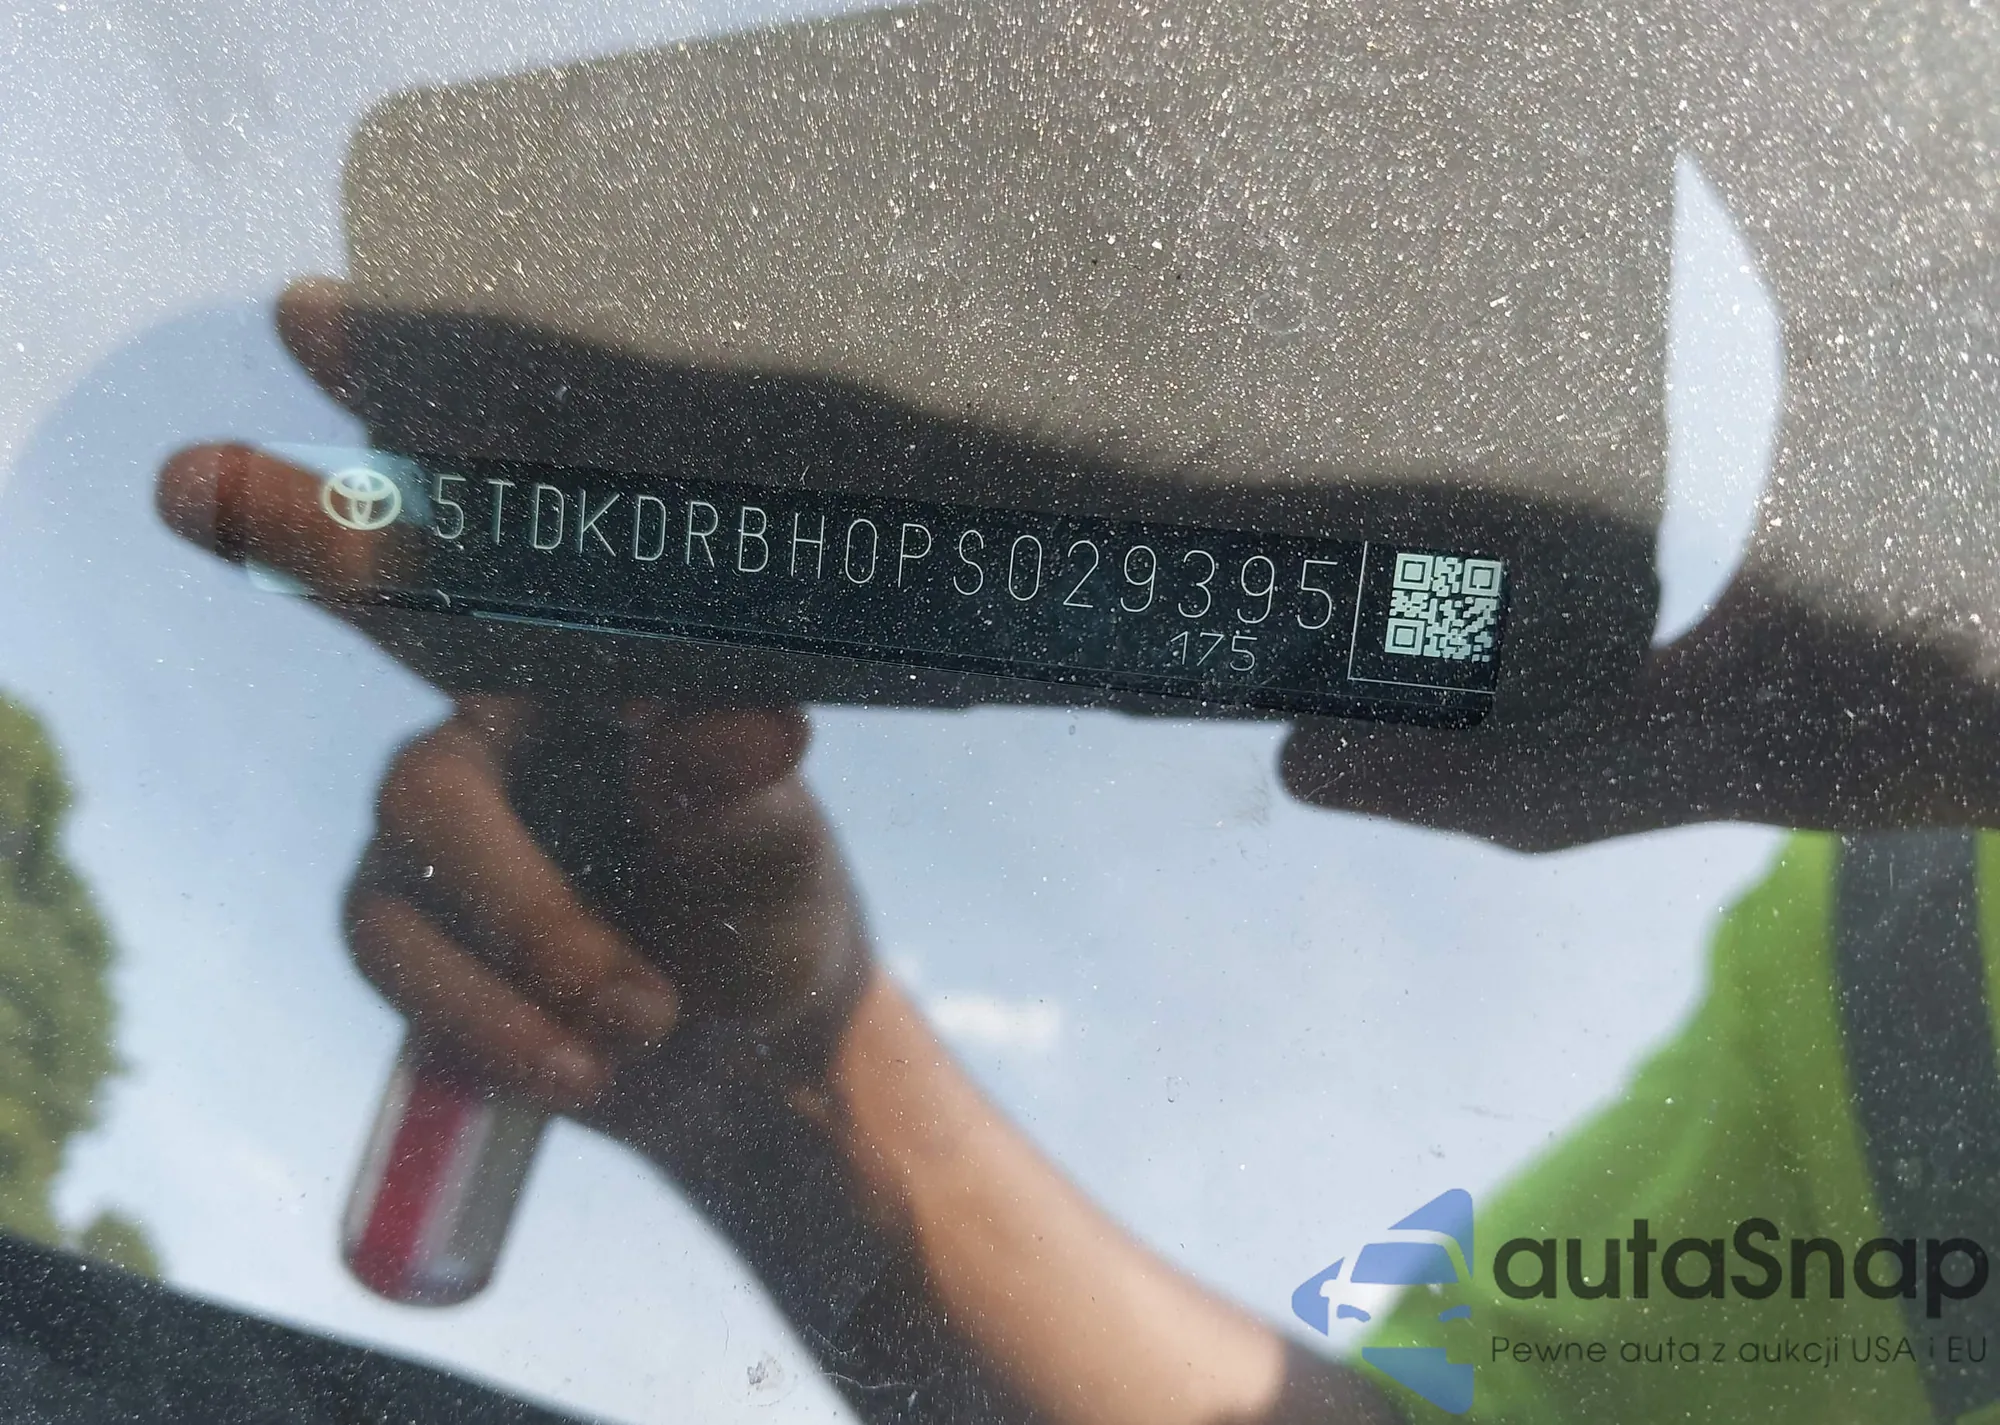 5TDKDRBH0PS029395
175
autaSnap
Pewne auta z aukcji USA i EU